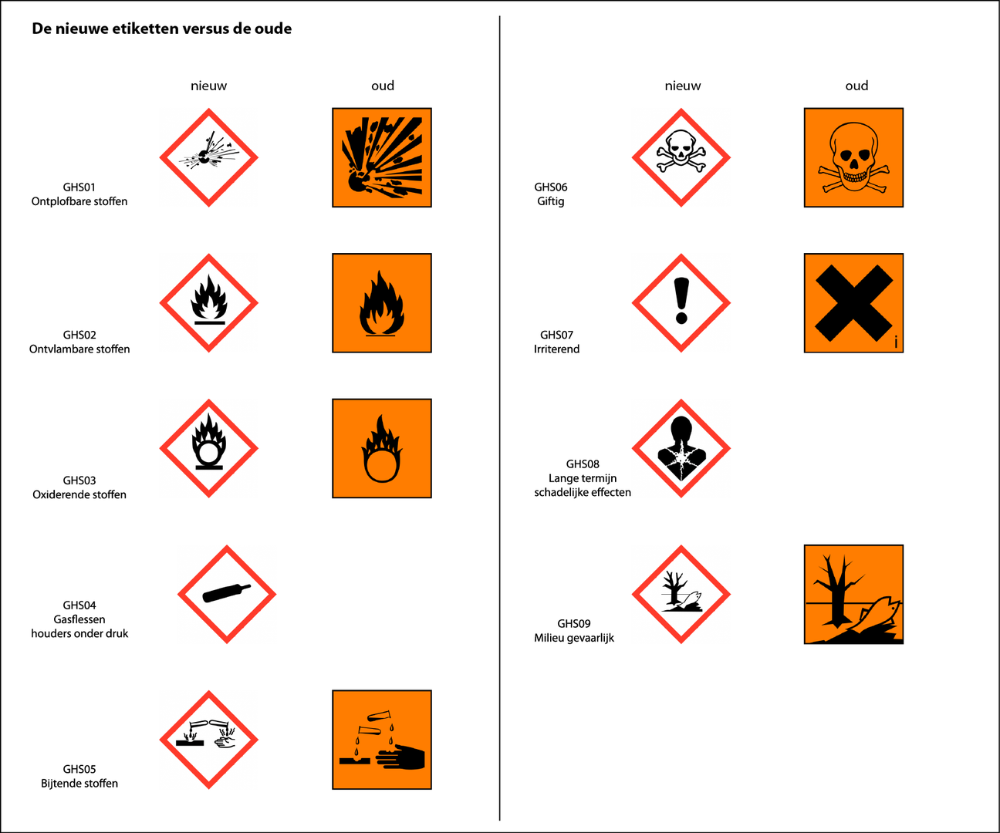 De nieuwe etiketten versus de oude
nieuw
oud
GHS01
Ontplofbare stoffen
GHS02
Ontvlambare stoffen
GHS03
Oxiderende stoffen
GHS04
Gasflessen
houders onder druk
GHS05
Bijtende stoffen
nieuw
oud
GHS06
Giftig
GHS07
Irriterend
i
GHS08
Lange termijn
schadelijke effecten
GHS09
Milieu gevaarlijk